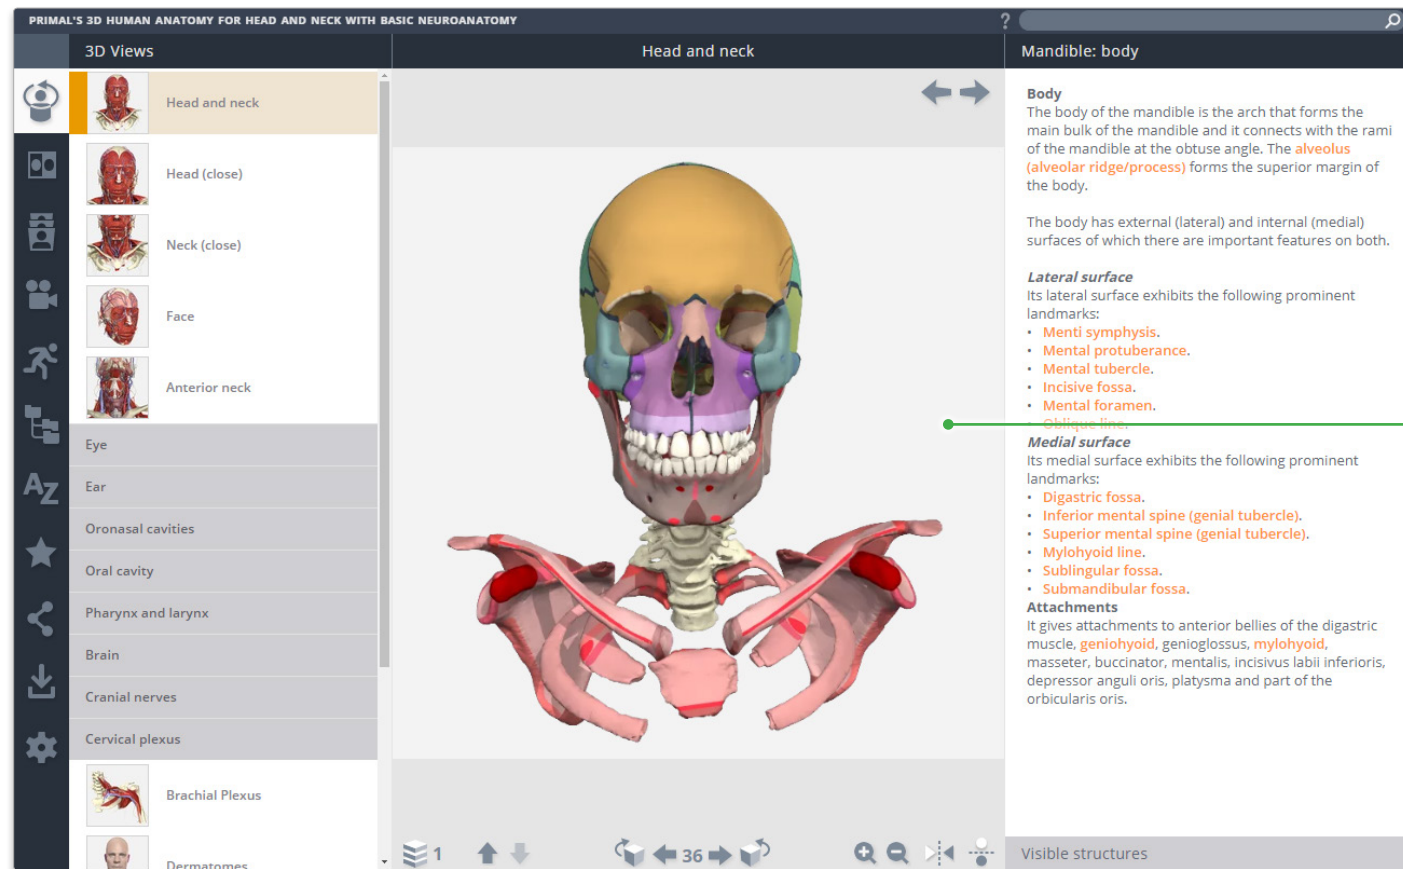 PRIMAL'S 3D HUMAN ANATOMY FOR HEAD AND NECK WITH BASIC NEUROANATOMY
?
3D Views
Head and neck
Mandible: body
Head and neck
Head (close)
Neck (close)
Face
Anterior neck
Eye
Ear
Oronasal cavities
Oral cavity
Pharynx and larynx
Brain
Cranial nerves
Cervical plexus
Brachial Plexus
Dermatomes
AZ
1
36
Body
The body of the mandible is the arch that forms the
main bulk of the mandible and it connects with the rami
of the mandible at the obtuse angle. The alveolus
(alveolar ridge/process) forms the superior margin of
the body.
The body has external (lateral) and internal (medial)
surfaces of which there are important features on both.
Lateral surface
Its lateral surface exhibits the following prominent
landmarks:
• Menti symphysis.
• Mental protuberance.
• Mental tubercle.
• Incisive fossa.
• Mental foramen.
• Oblique line.
Medial surface
Its medial surface exhibits the following prominent
landmarks:
• Digastric fossa.
• Inferior mental spine (genial tubercle).
• Superior mental spine (genial tubercle).
• Mylohyoid line.
• Sublingular fossa.
• Submandibular fossa.
Attachments
It gives attachments to anterior bellies of the digastric
muscle, geniohyoid, genioglossus, mylohyoid,
masseter, buccinator, mentalis, incisivus labii inferioris,
depressor anguli oris, platysma and part of the
orbicularis oris.
Visible structures